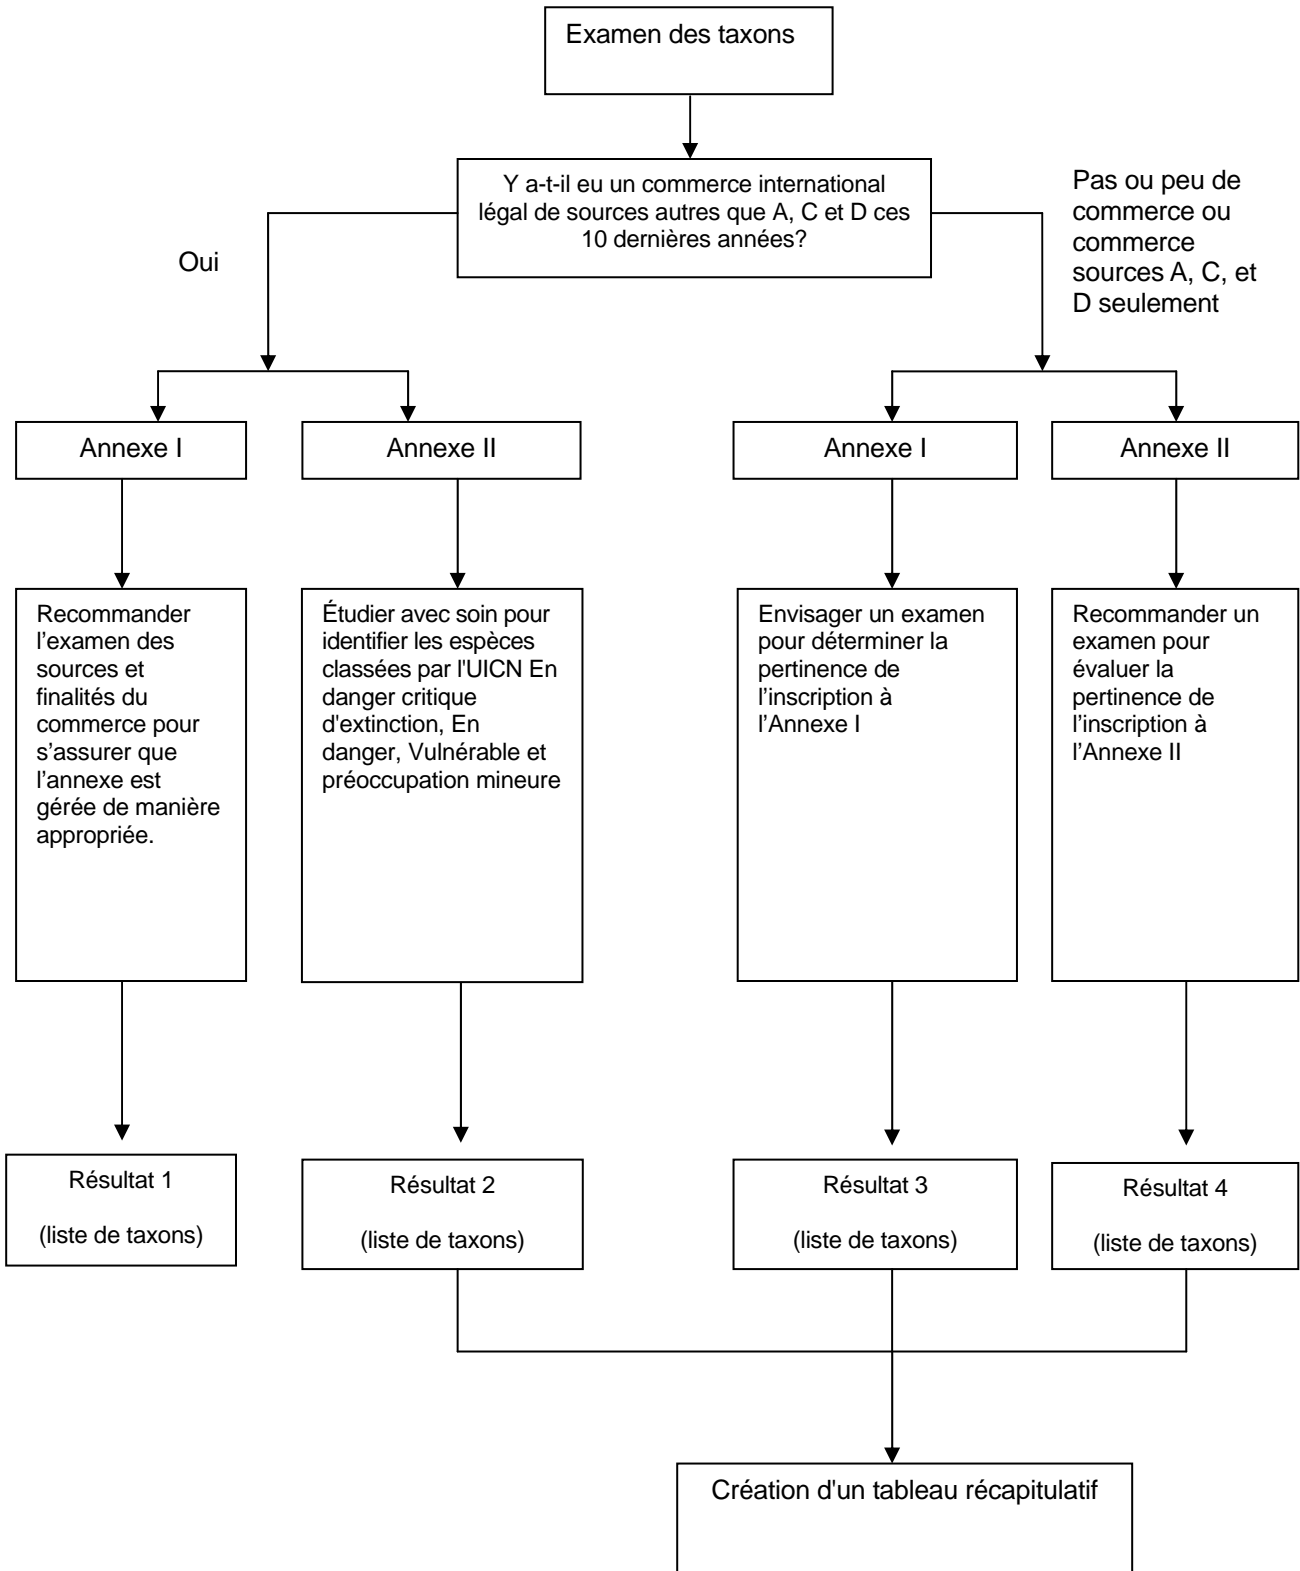 Examen des taxons
Y a-t-il eu un commerce international
légal de sources autres que A, C et D ces
10 dernières années?
Oui
Pas ou peu de
commerce ou
commerce
sources A, C, et
D seulement
Annexe I
Annexe II
Annexe I
Annexe II
Recommander
l’examen des
sources et
finalités du
commerce pour
s’assurer que
l’annexe est
gérée de manière
appropriée.
Étudier avec soin pour
identifier les espèces
classées par l'UICN En
danger critique
d'extinction, En
danger, Vulnérable et
préoccupation mineure
Envisager un examen
pour déterminer la
pertinence de
l’inscription à
l’Annexe I
Recommander un
examen pour
évaluer la
pertinence de
l’inscription à
l’Annexe II
Résultat 1
(liste de taxons)
Résultat 2
(liste de taxons)
Résultat 3
(liste de taxons)
Résultat 4
(liste de taxons)
Création d'un tableau récapitulatif